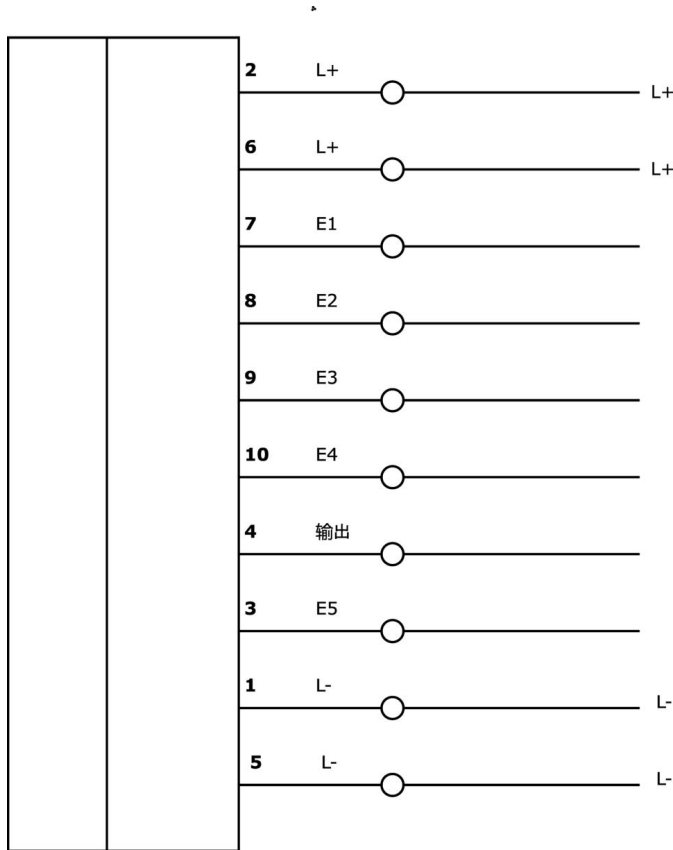 2 L+ L+
6 L+ L+
7 E1
8 E2
9 E3
10 E4
4 输出
3 E5
1 L- L-
5 L- L-